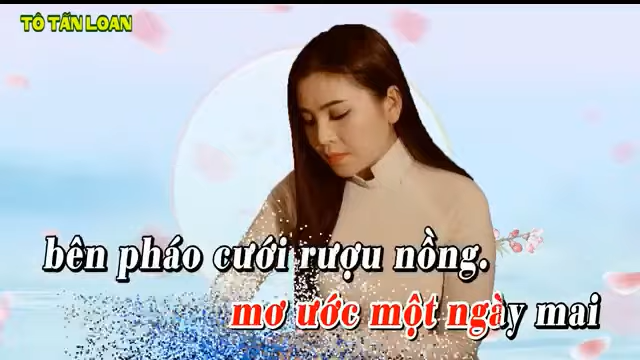 TÔ TẤN LOAN
bên pháo cưới rượu nồng.
mơ ước một ngày mai